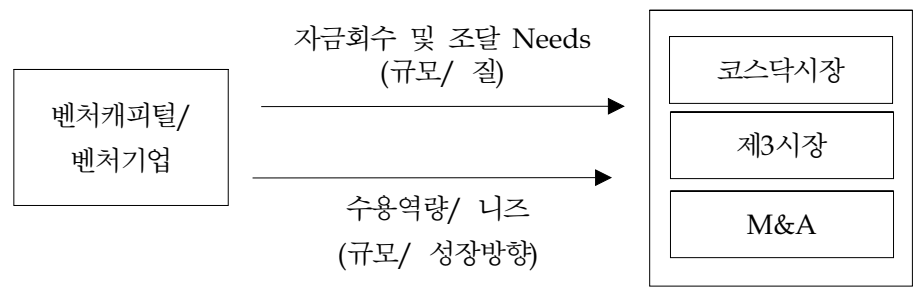 자금회수 및 조달 Needs
(규모/ 질)
벤처캐피털/
벤처기업
수용역량/ 니즈
(규모/ 성장방향)
코스닥시장
제3시장
M&A